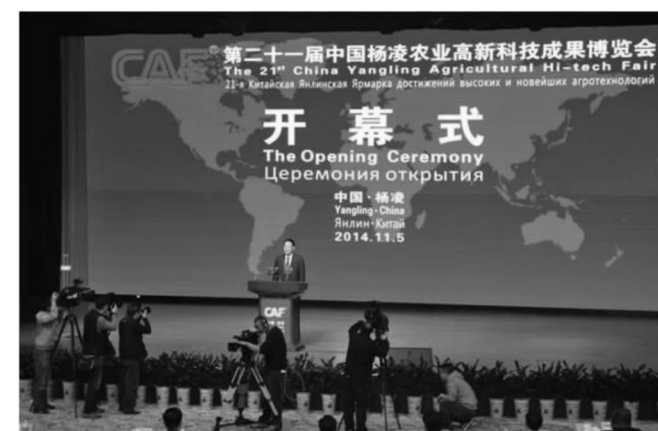 CAF® 第二十一届中国杨凌农业高新科技成果博览会
The 21st China Yangling Agricultural Hi-tech Fair
21-я Китайская Янлинская Ярмарка достижений высоких и новейших агротехнологий
开幕式
The Opening Ceremony
Церемония открытия
中国·杨凌
Yangling·China
Янлин·Китай
2014.11.5
CAF